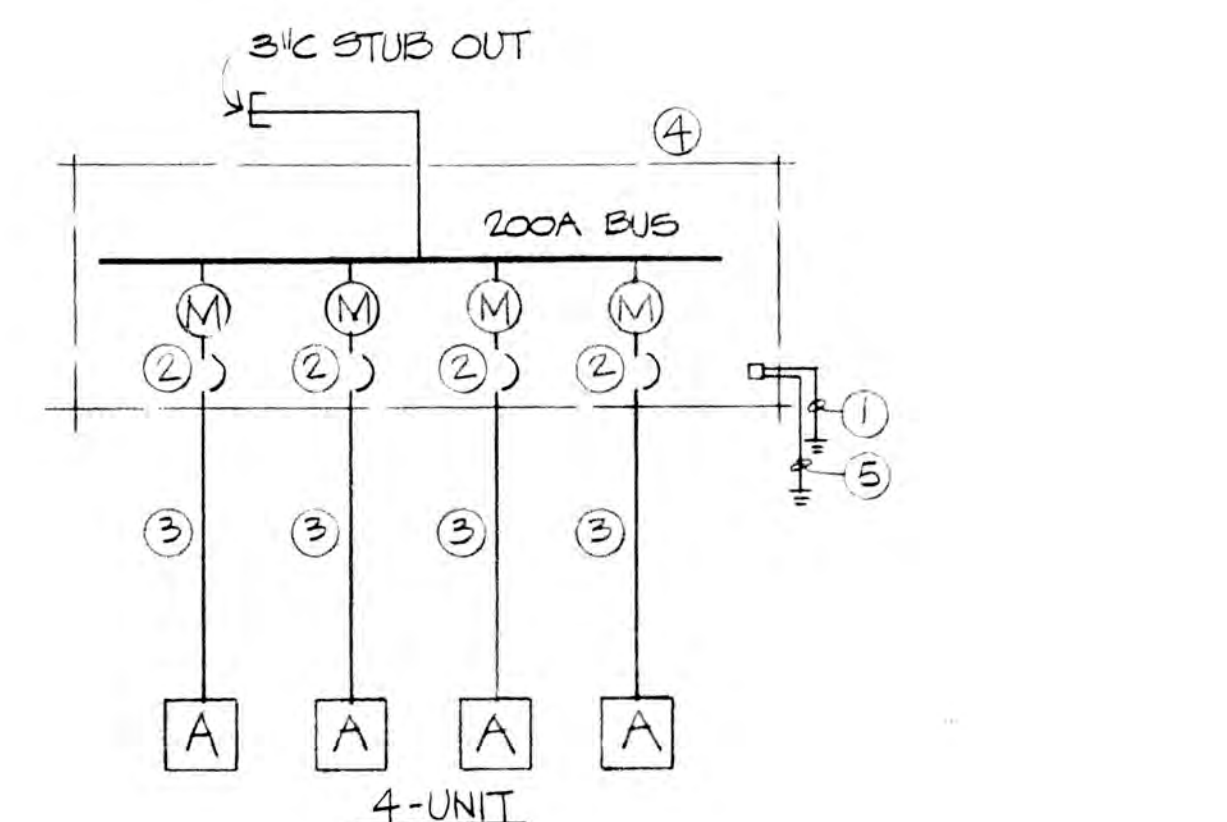 3"C STUB OUT
4
200A BUS
M M M M
2 2 2 2
1
5
3 3 3 3
A A A A
4-UNIT